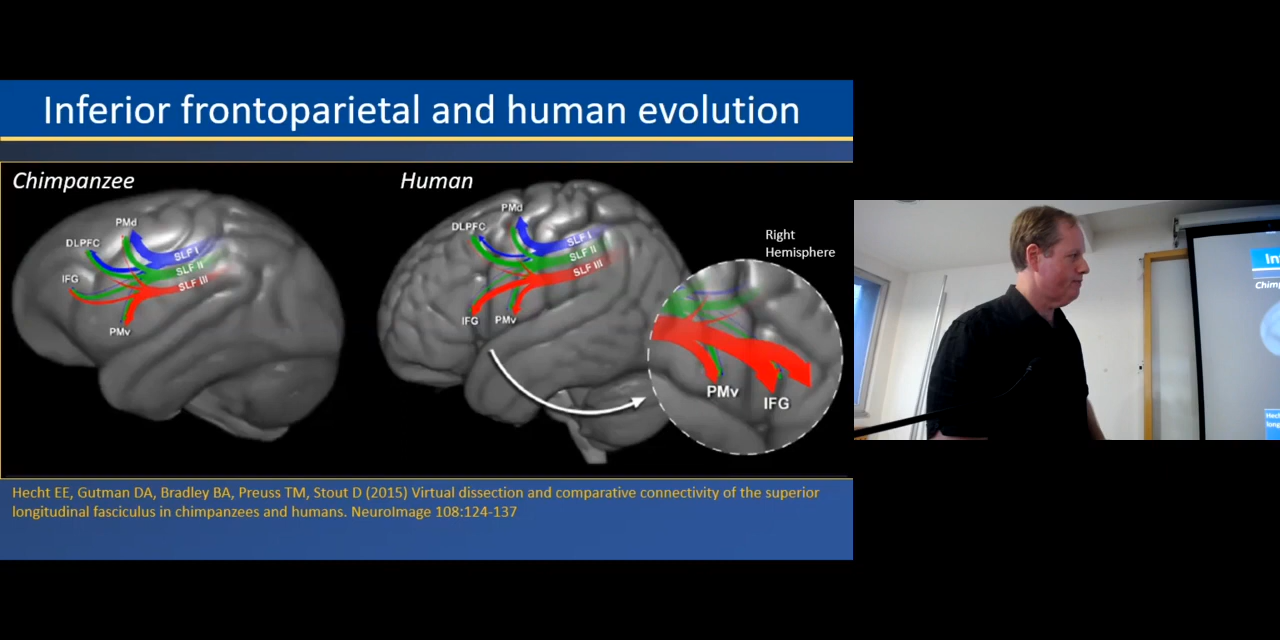 Inferior frontoparietal and human evolution
Chimpanzee
Human
PMd
DLPFC
IFG
PMv
SLF I
SLF II
SLF III
PMd
DLPFC
IFG
PMv
SLF I
SLF II
SLF III
Right
Hemisphere
PMv
IFG
Hecht EE, Gutman DA, Bradley BA, Preuss TM, Stout D (2015) Virtual dissection and comparative connectivity of the superior
longitudinal fasciculus in chimpanzees and humans. NeuroImage 108:124-137